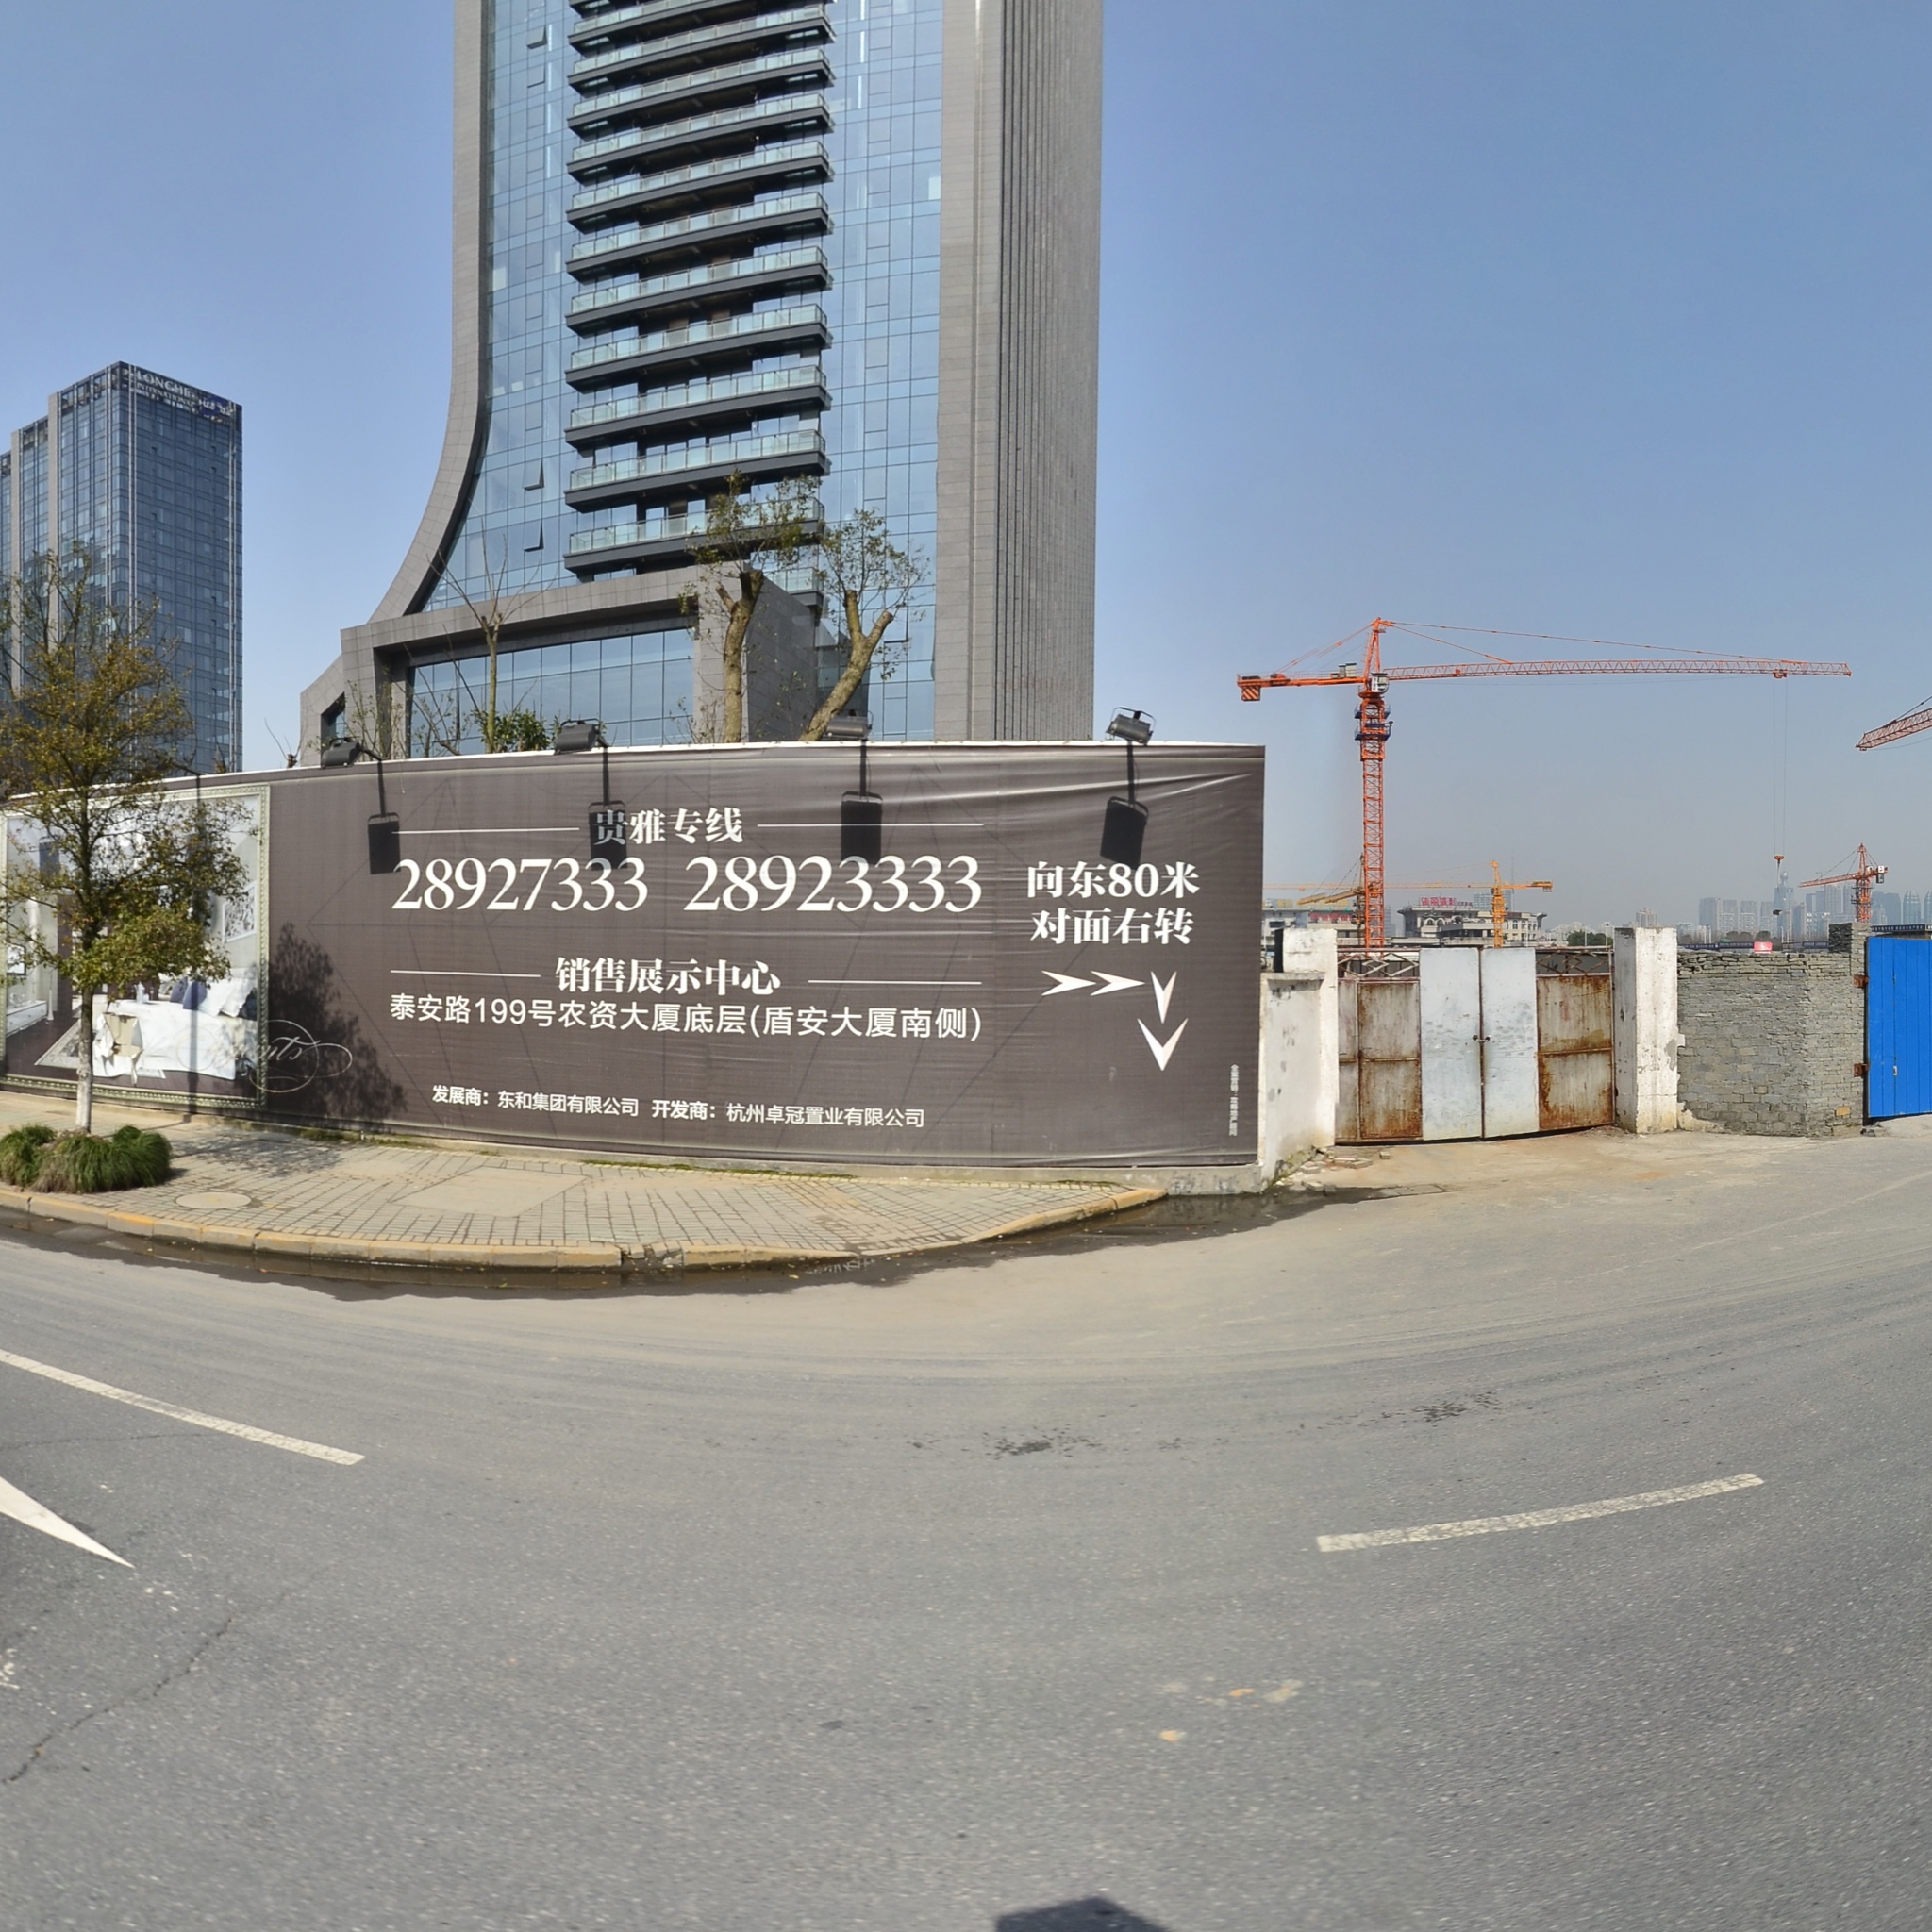 LONGHE
INTERNATIONAL
贵雅专线
28927333 28923333
向东80米
对面右转
销售展示中心
泰安路199号农资大厦底层(盾安大厦南侧)
发展商：东和集团有限公司 开发商：杭州卓冠置业有限公司